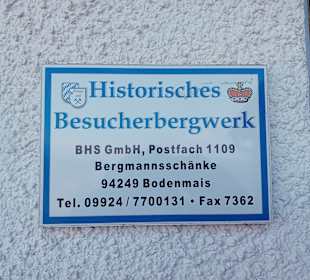 Historisches
Besucherbergwerk
BHS GmbH, Postfach 1109
Bergmannsschänke
94249 Bodenmais
Tel. 09924/7700131 • Fax 7362